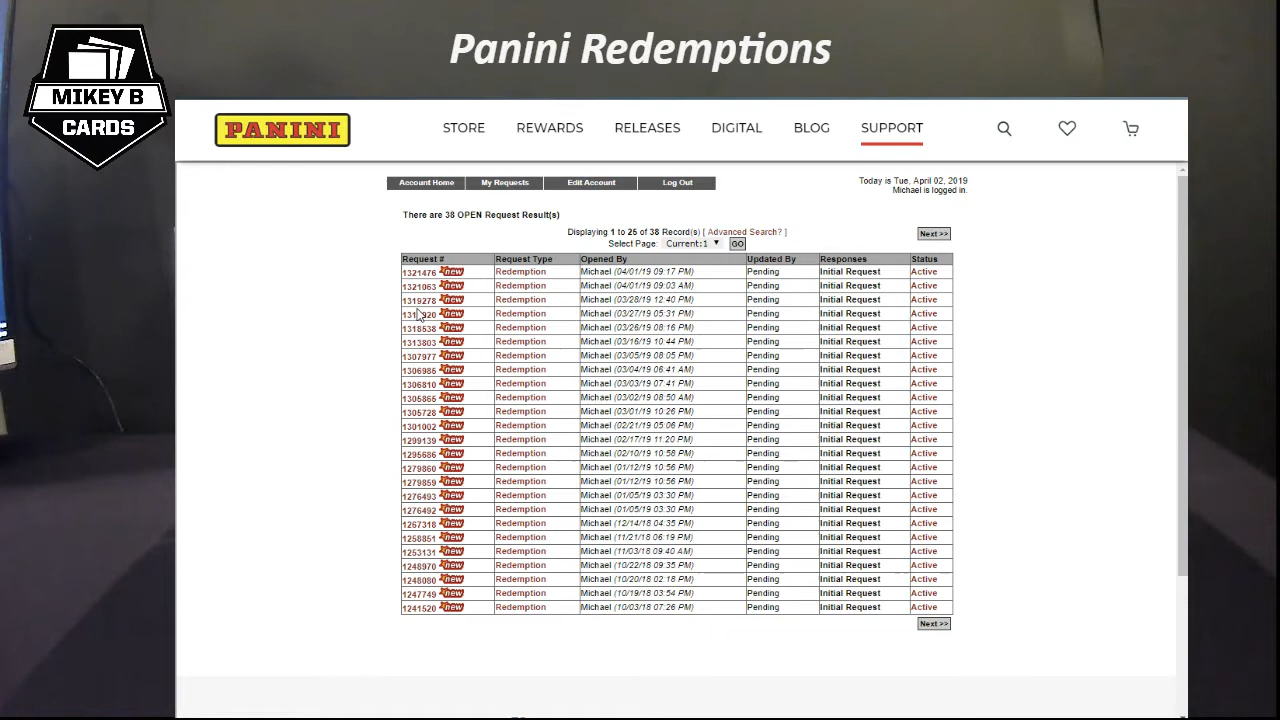 Panini Redemptions
MIKEY B
CARDS
PANINI
STORE REWARDS RELEASES DIGITAL BLOG SUPPORT
Account Home My Requests Edit Account Log Out
Today is Tue, April 02, 2019
Michael is logged in.
There are 38 OPEN Request Result(s)
Displaying 1 to 25 of 38 Record(s) [ Advanced Search? ]
Select Page: Current:1 GO
Next >>
Request # Request Type Opened By Updated By Responses Status
1321476 new Redemption Michael (04/01/19 09:17 PM) Pending Initial Request Active
1321063 new Redemption Michael (04/01/19 09:03 AM) Pending Initial Request Active
1319278 new Redemption Michael (03/28/19 12:40 PM) Pending Initial Request Active
new Redemption Michael (03/27/19 05:31 PM) Pending Initial Request Active
1318538 new Redemption Michael (03/26/19 08:16 PM) Pending Initial Request Active
1313803 new Redemption Michael (03/16/19 10:44 PM) Pending Initial Request Active
1307977 new Redemption Michael (03/05/19 08:05 PM) Pending Initial Request Active
1306985 new Redemption Michael (03/04/19 06:41 AM) Pending Initial Request Active
1306810 new Redemption Michael (03/03/19 07:41 PM) Pending Initial Request Active
1305865 new Redemption Michael (03/02/19 08:50 AM) Pending Initial Request Active
1305728 new Redemption Michael (03/01/19 10:26 PM) Pending Initial Request Active
1301002 new Redemption Michael (02/21/19 05:06 PM) Pending Initial Request Active
1299139 new Redemption Michael (02/17/19 11:20 PM) Pending Initial Request Active
1295686 new Redemption Michael (02/10/19 10:58 PM) Pending Initial Request Active
1279860 new Redemption Michael (01/12/19 10:56 PM) Pending Initial Request Active
1279859 new Redemption Michael (01/12/19 10:56 PM) Pending Initial Request Active
1276493 new Redemption Michael (01/05/19 03:30 PM) Pending Initial Request Active
1276492 new Redemption Michael (01/05/19 03:30 PM) Pending Initial Request Active
1267318 new Redemption Michael (12/14/18 04:35 PM) Pending Initial Request Active
1258851 new Redemption Michael (11/21/18 06:19 PM) Pending Initial Request Active
1253131 new Redemption Michael (11/03/18 09:40 AM) Pending Initial Request Active
1248970 new Redemption Michael (10/22/18 09:35 PM) Pending Initial Request Active
1248080 new Redemption Michael (10/20/18 02:18 PM) Pending Initial Request Active
1247749 new Redemption Michael (10/19/18 03:54 PM) Pending Initial Request Active
1241520 new Redemption Michael (10/03/18 07:26 PM) Pending Initial Request Active
Next >>